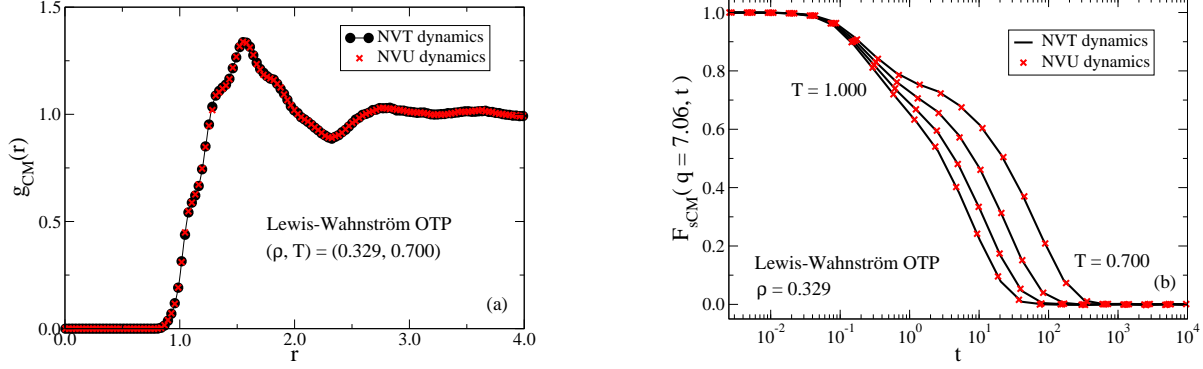 1.5
1.0
0.5
0.0
0.0 1.0 2.0 3.0 4.0
r
g_CM(r)
NVT dynamics
NVU dynamics
Lewis-Wahnström OTP
(ρ, T) = (0.329, 0.700)
(a)
1.0
0.8
0.6
0.4
0.2
0.0
10^-2 10^-1 10^0 10^1 10^2 10^3 10^4
t
F_sCM( q = 7.06, t )
NVT dynamics
NVU dynamics
T = 1.000
T = 0.700
Lewis-Wahnström OTP
ρ = 0.329
(b)